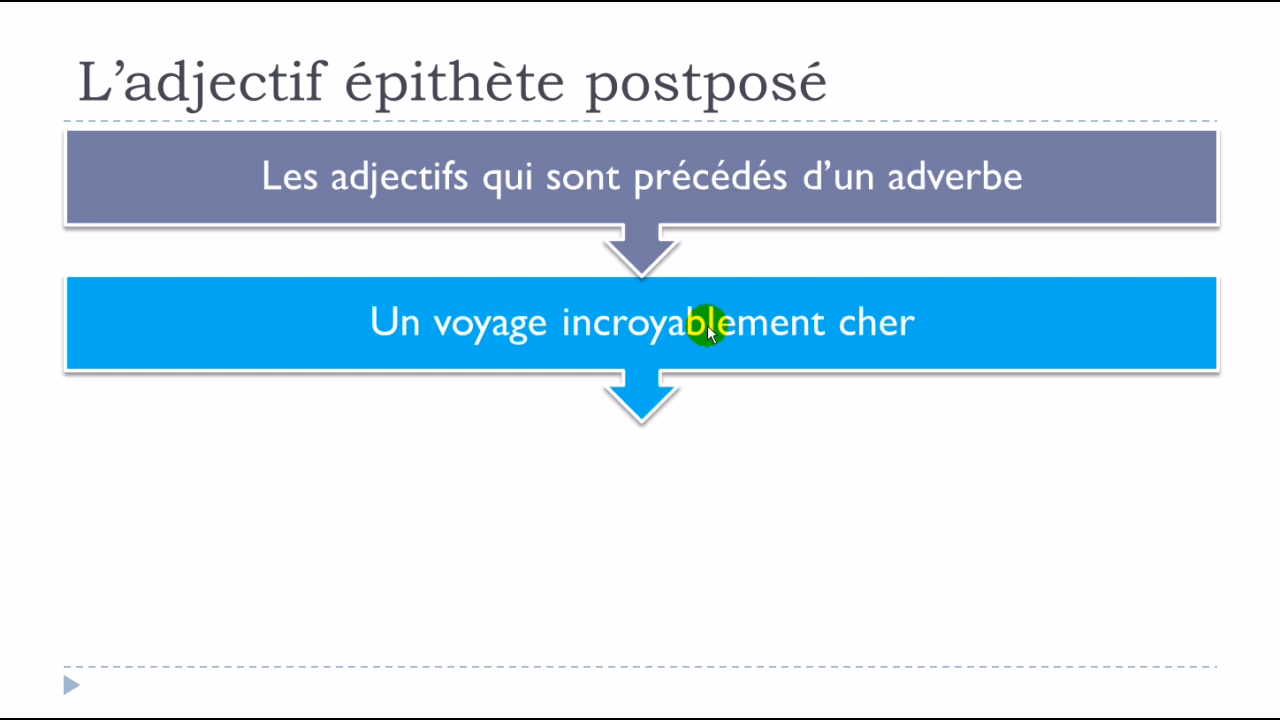 L’adjectif épithète postposé
Les adjectifs qui sont précédés d’un adverbe
Un voyage incroyablement cher